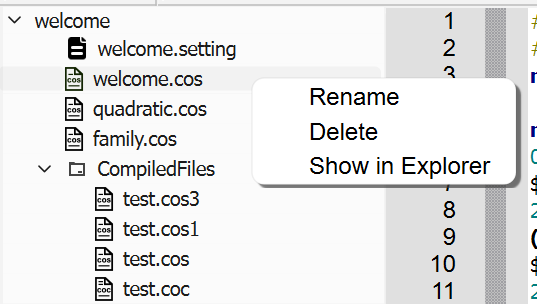 welcome
welcome.setting
welcome.cos
quadratic.cos
family.cos
CompiledFiles
test.cos3
test.cos1
test.cos
test.coc
Rename
Delete
Show in Explorer
1 #
2 #
3
7 $
8 2
9 (
10 $
11 2